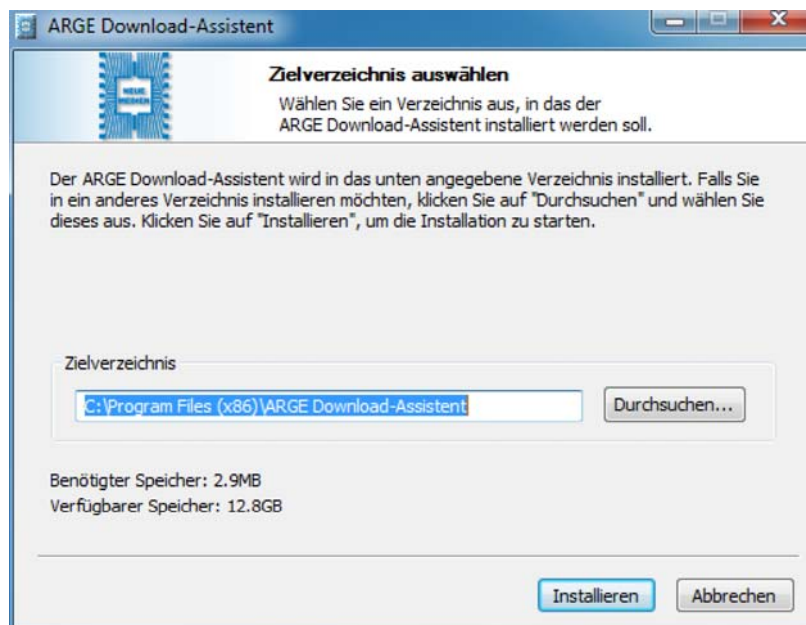 ARGE Download-Assistent
NEUE
MEDIEN
Zielverzeichnis auswählen
Wählen Sie ein Verzeichnis aus, in das der
ARGE Download-Assistent installiert werden soll.
Der ARGE Download-Assistent wird in das unten angegebene Verzeichnis installiert. Falls Sie
in ein anderes Verzeichnis installieren möchten, klicken Sie auf "Durchsuchen" und wählen Sie
dieses aus. Klicken Sie auf "Installieren", um die Installation zu starten.
Zielverzeichnis
C:\Program Files (x86)\ARGE Download-Assistent
Durchsuchen...
Benötigter Speicher: 2.9MB
Verfügbarer Speicher: 12.8GB
Installieren
Abbrechen